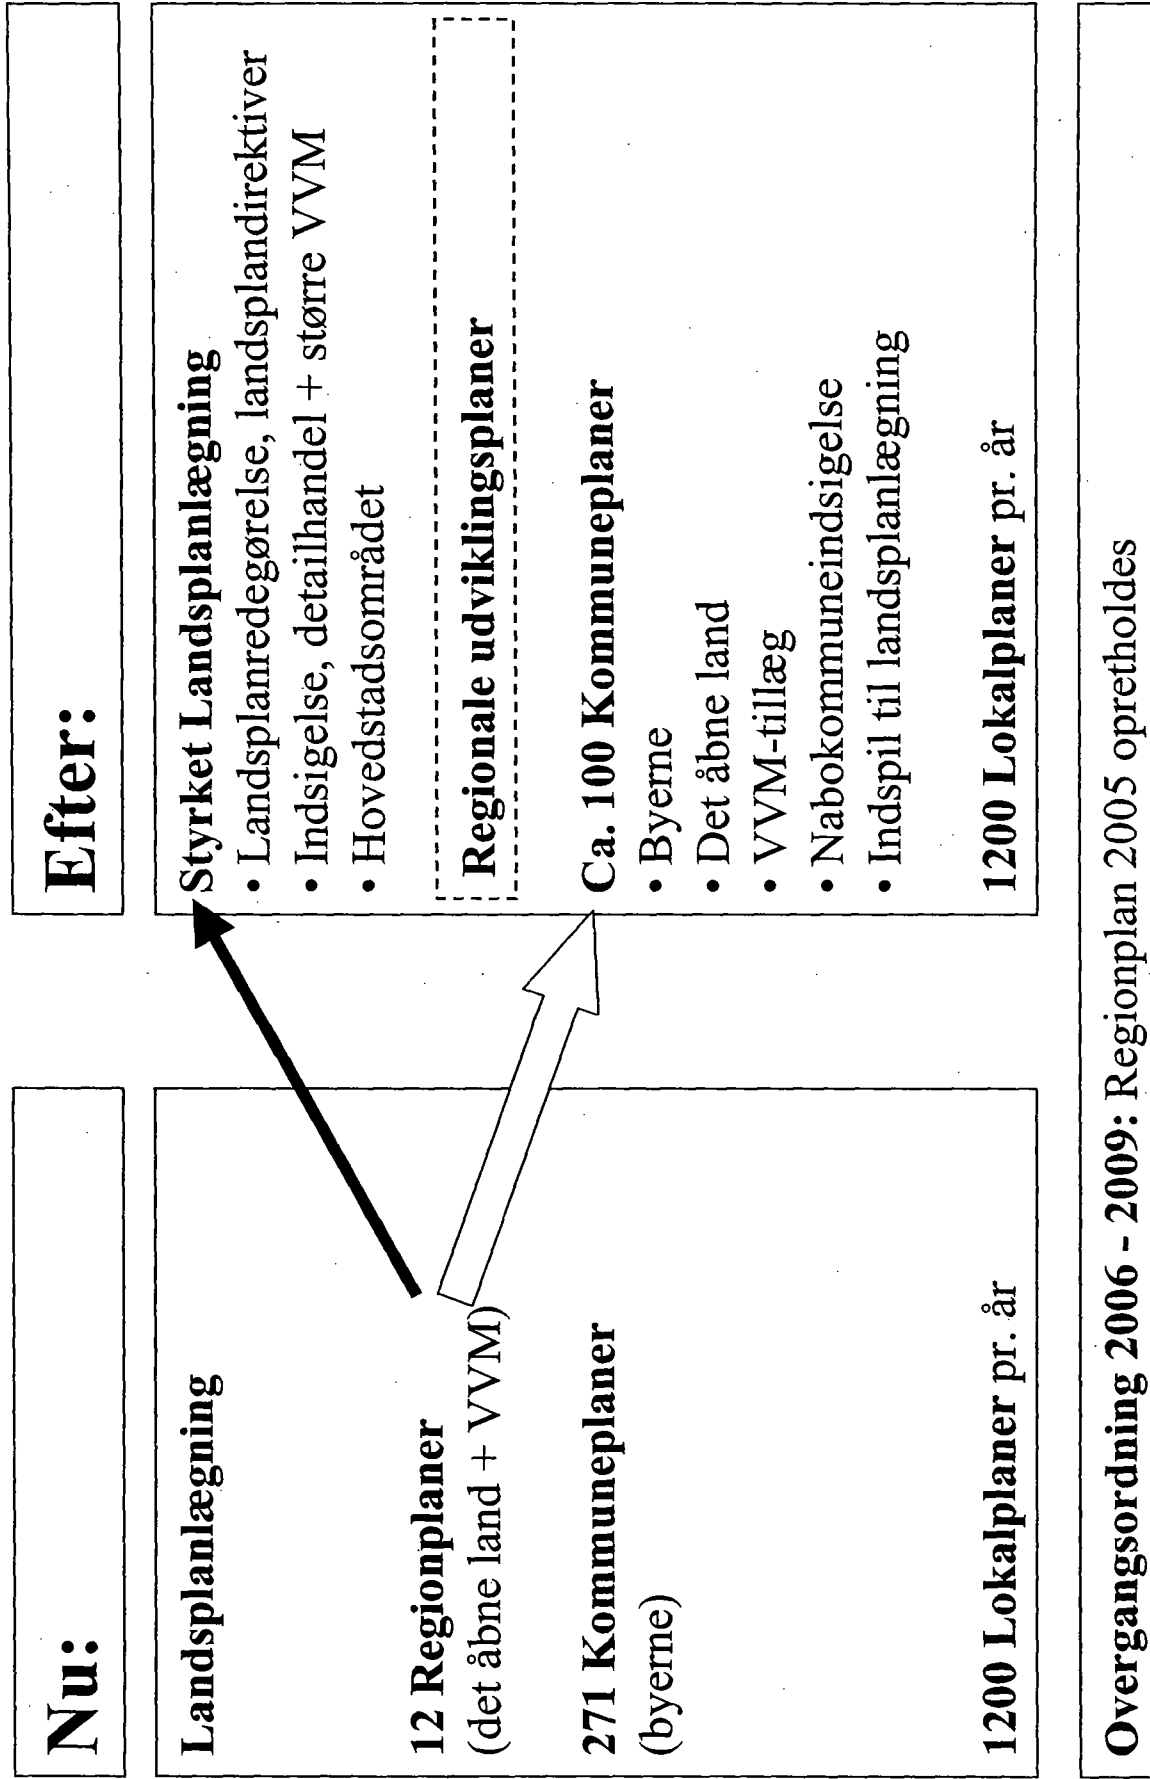 Nu:
Landsplanlægning
12 Regionplaner
(det åbne land + VVM)
271 Kommuneplaner
(byerne)
1200 Lokalplaner pr. år
Efter:
Styrket Landsplanlægning
• Landsplanredegørelse, landsplandirektiver
• Indsigelse, detailhandel + større VVM
• Hovedstadsområdet
Regionale udviklingsplaner
Ca. 100 Kommuneplaner
• Byerne
• Det åbne land
• VVM-tillæg
• Nabokommuneindsigelse
• Indspil til landsplanlægning
1200 Lokalplaner pr. år
Overgangsordning 2006 - 2009: Regionplan 2005 opretholdes